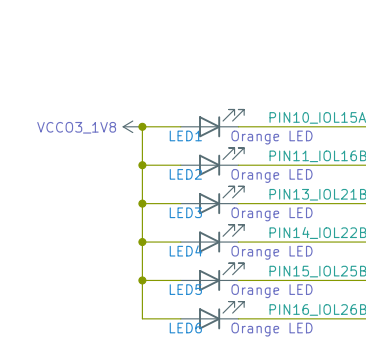 PIN10_IOL15A
VCCO3_1V8
LED1 Orange LED
PIN11_IOL16B
LED2 Orange LED
PIN13_IOL21B
LED3 Orange LED
PIN14_IOL22B
LED4 Orange LED
PIN15_IOL25B
LED5 Orange LED
PIN16_IOL26B
LED6 Orange LED